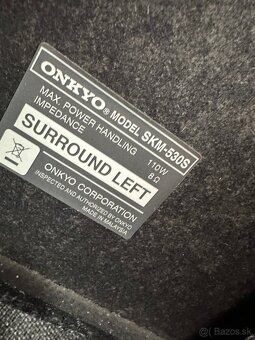 ONKYO® MODEL SKM-530S
MAX. POWER HANDLING 110W
IMPEDANCE 8Ω
SURROUND LEFT
ONKYO CORPORATION
INSPECTED AND ENJOYED BY ONKYO
MADE IN MALAYSIA
Bazos.sk